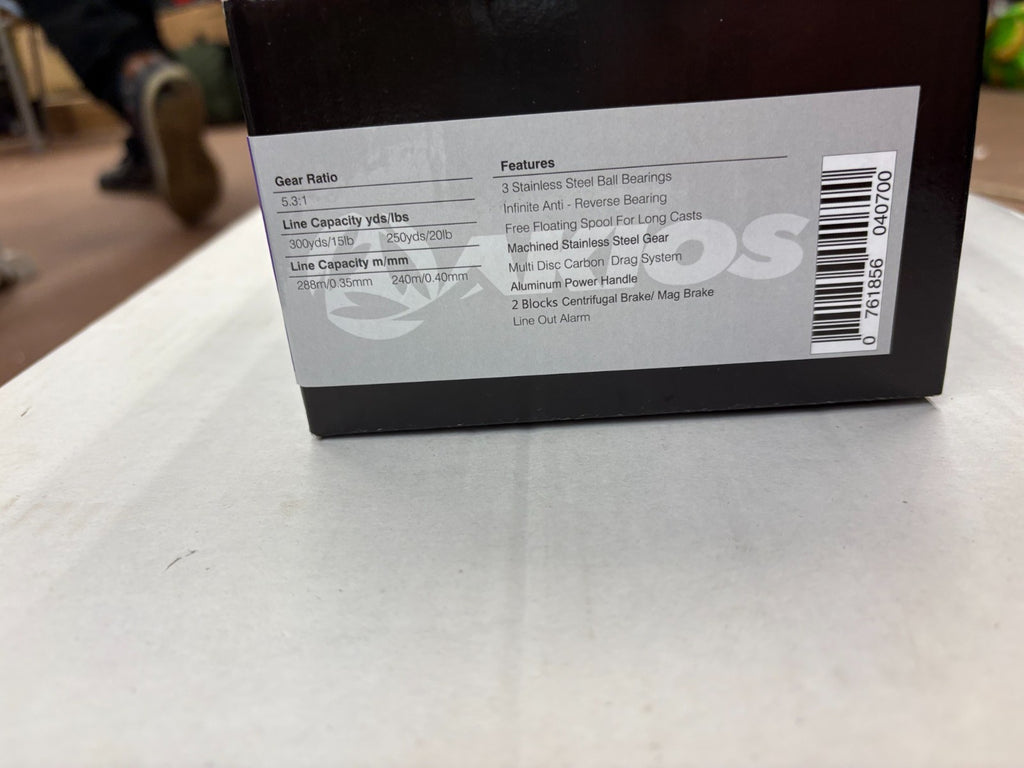 Gear Ratio
5.3:1
Line Capacity yds/lbs
300yds/15lb 250yds/20lb
Line Capacity m/mm
288m/0.35mm 240m/0.40mm
Features
3 Stainless Steel Ball Bearings
Infinite Anti - Reverse Bearing
Free Floating Spool For Long Casts
Machined Stainless Steel Gear
Multi Disc Carbon Drag System
Aluminum Power Handle
2 Blocks Centrifugal Brake/ Mag Brake
Line Out Alarm
AKIOS
0 761856 040700